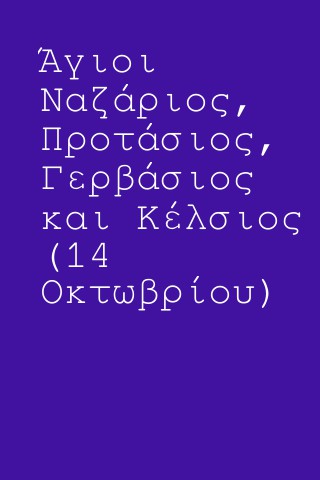 Άγιοι
Ναζάριος,
Προτάσιος,
Γερβάσιος
και Κέλσιος
(14
Οκτωβρίου)